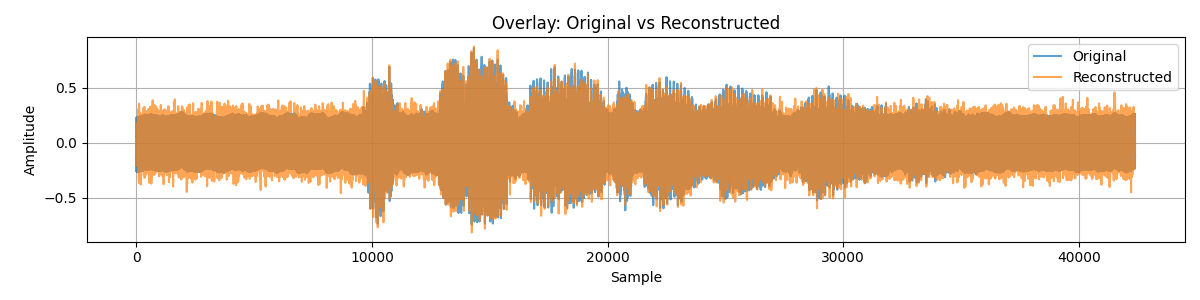 Overlay: Original vs Reconstructed
Original
Reconstructed
Amplitude
0.5
0.0
−0.5
0
10000
20000
30000
40000
Sample